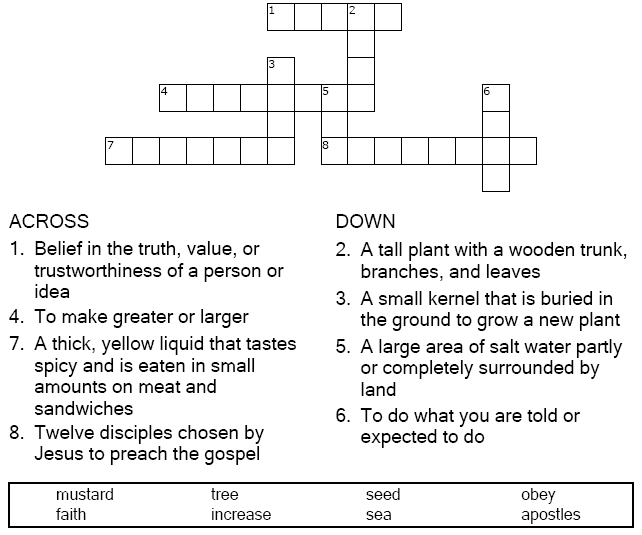 1
2
3
4
5
6
7
8
ACROSS
1. Belief in the truth, value, or
trustworthiness of a person or
idea
4. To make greater or larger
7. A thick, yellow liquid that tastes
spicy and is eaten in small
amounts on meat and
sandwiches
8. Twelve disciples chosen by
Jesus to preach the gospel
DOWN
2. A tall plant with a wooden trunk,
branches, and leaves
3. A small kernel that is buried in
the ground to grow a new plant
5. A large area of salt water partly
or completely surrounded by
land
6. To do what you are told or
expected to do
mustard tree seed obey
faith increase sea apostles